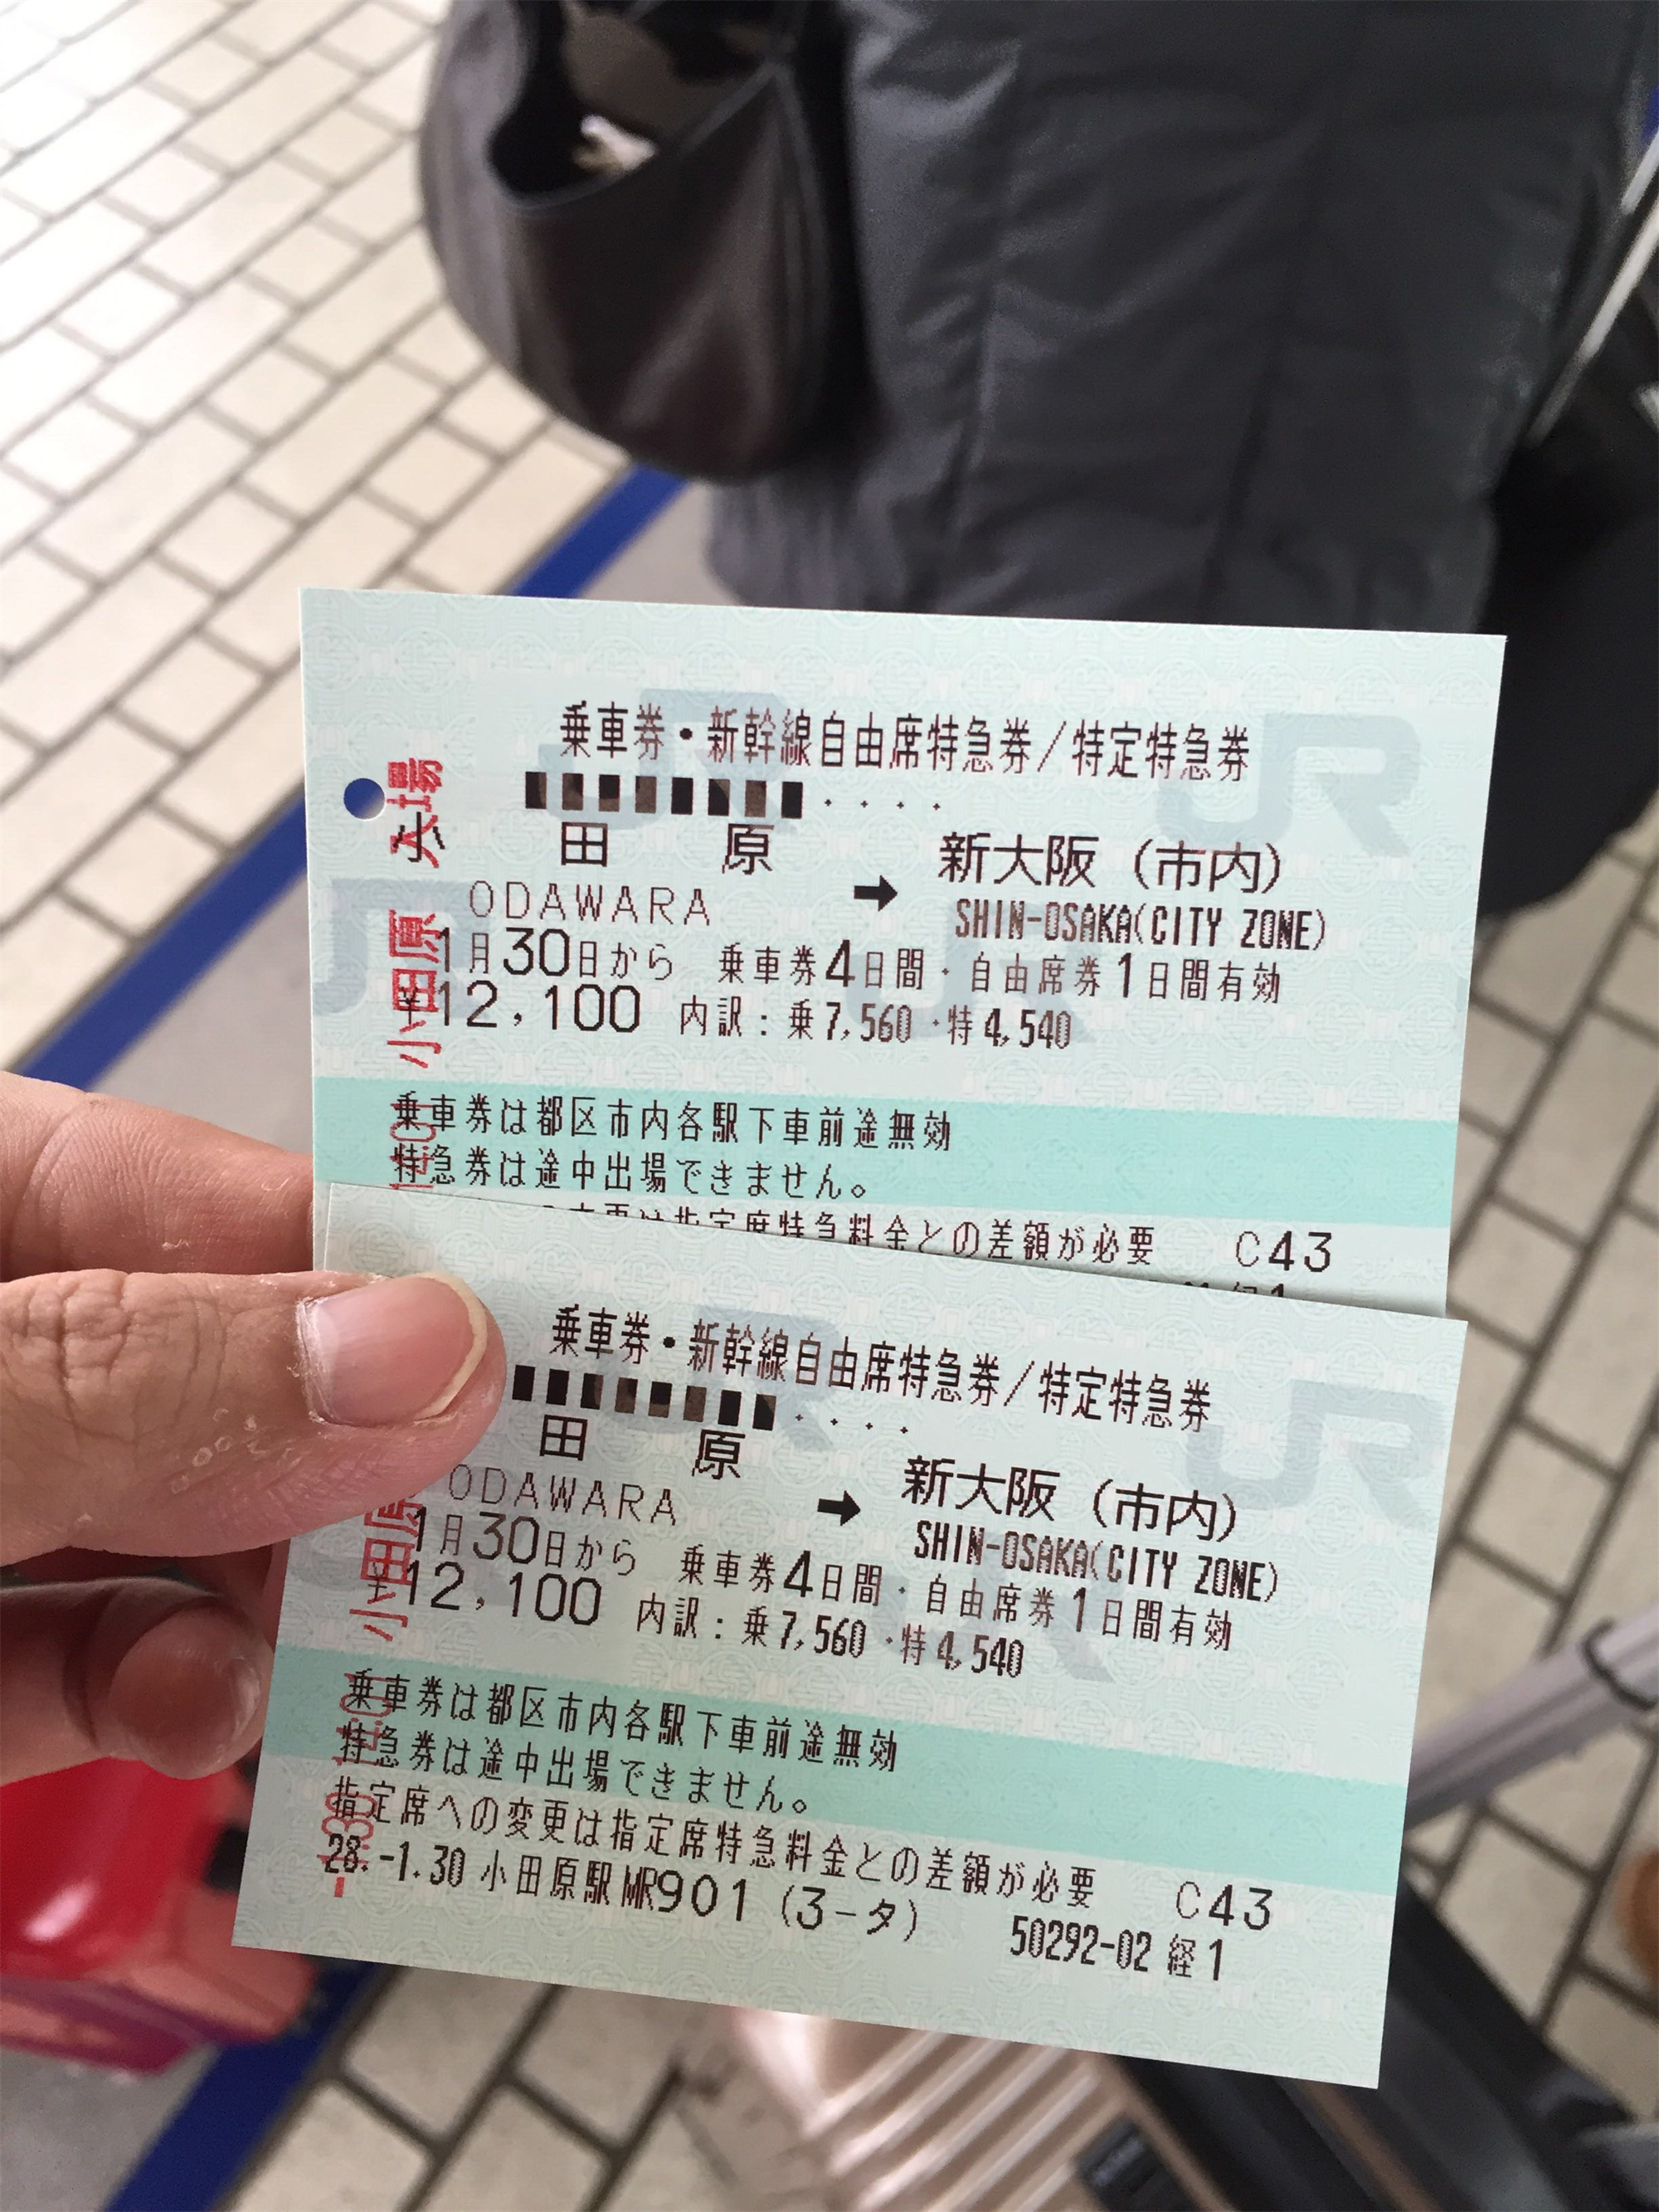 乗車券・新幹線自由席特急券/特定特急券
田 原 → 新大阪(市内)
ODAWARA SHIN-OSAKA(CITY ZONE)
1月30日から 乗車券4日間・自由席券1日間有効
¥12,100 内訳:乗7,560・特4,540
乗車券は都区市内各駅下車前途無効
特急券は途中出場できません。
変更は指定席特急料金との差額が必要 C43
経1
小田原 入場
JR
乗車券・新幹線自由席特急券/特定特急券
田 原 → 新大阪(市内)
ODAWARA SHIN-OSAKA(CITY ZONE)
1月30日から 乗車券4日間・自由席券1日間有効
¥12,100 内訳:乗7,560・特4,540
乗車券は都区市内各駅下車前途無効
特急券は途中出場できません。
指定席への変更は指定席特急料金との差額が必要 C43
28.-1.30 小田原駅MR901 (3-タ) 50292-02 経1
小田原
-1.30
JR